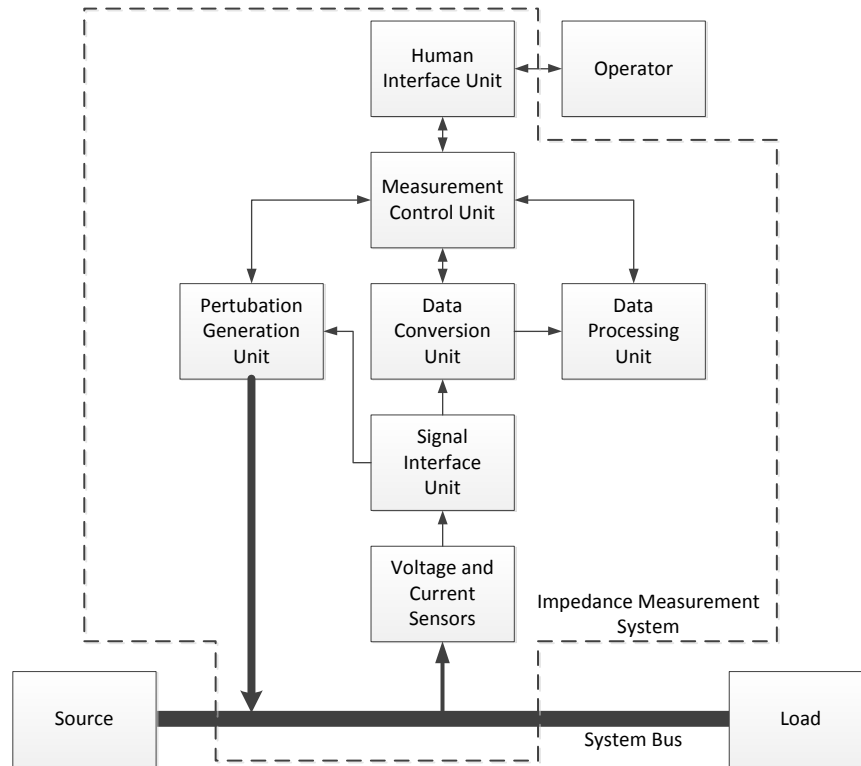 Human
Interface Unit
Operator
Measurement
Control Unit
Pertubation
Generation
Unit
Data
Conversion
Unit
Data
Processing
Unit
Signal
Interface
Unit
Voltage and
Current
Sensors
Impedance Measurement
System
Source
System Bus
Load